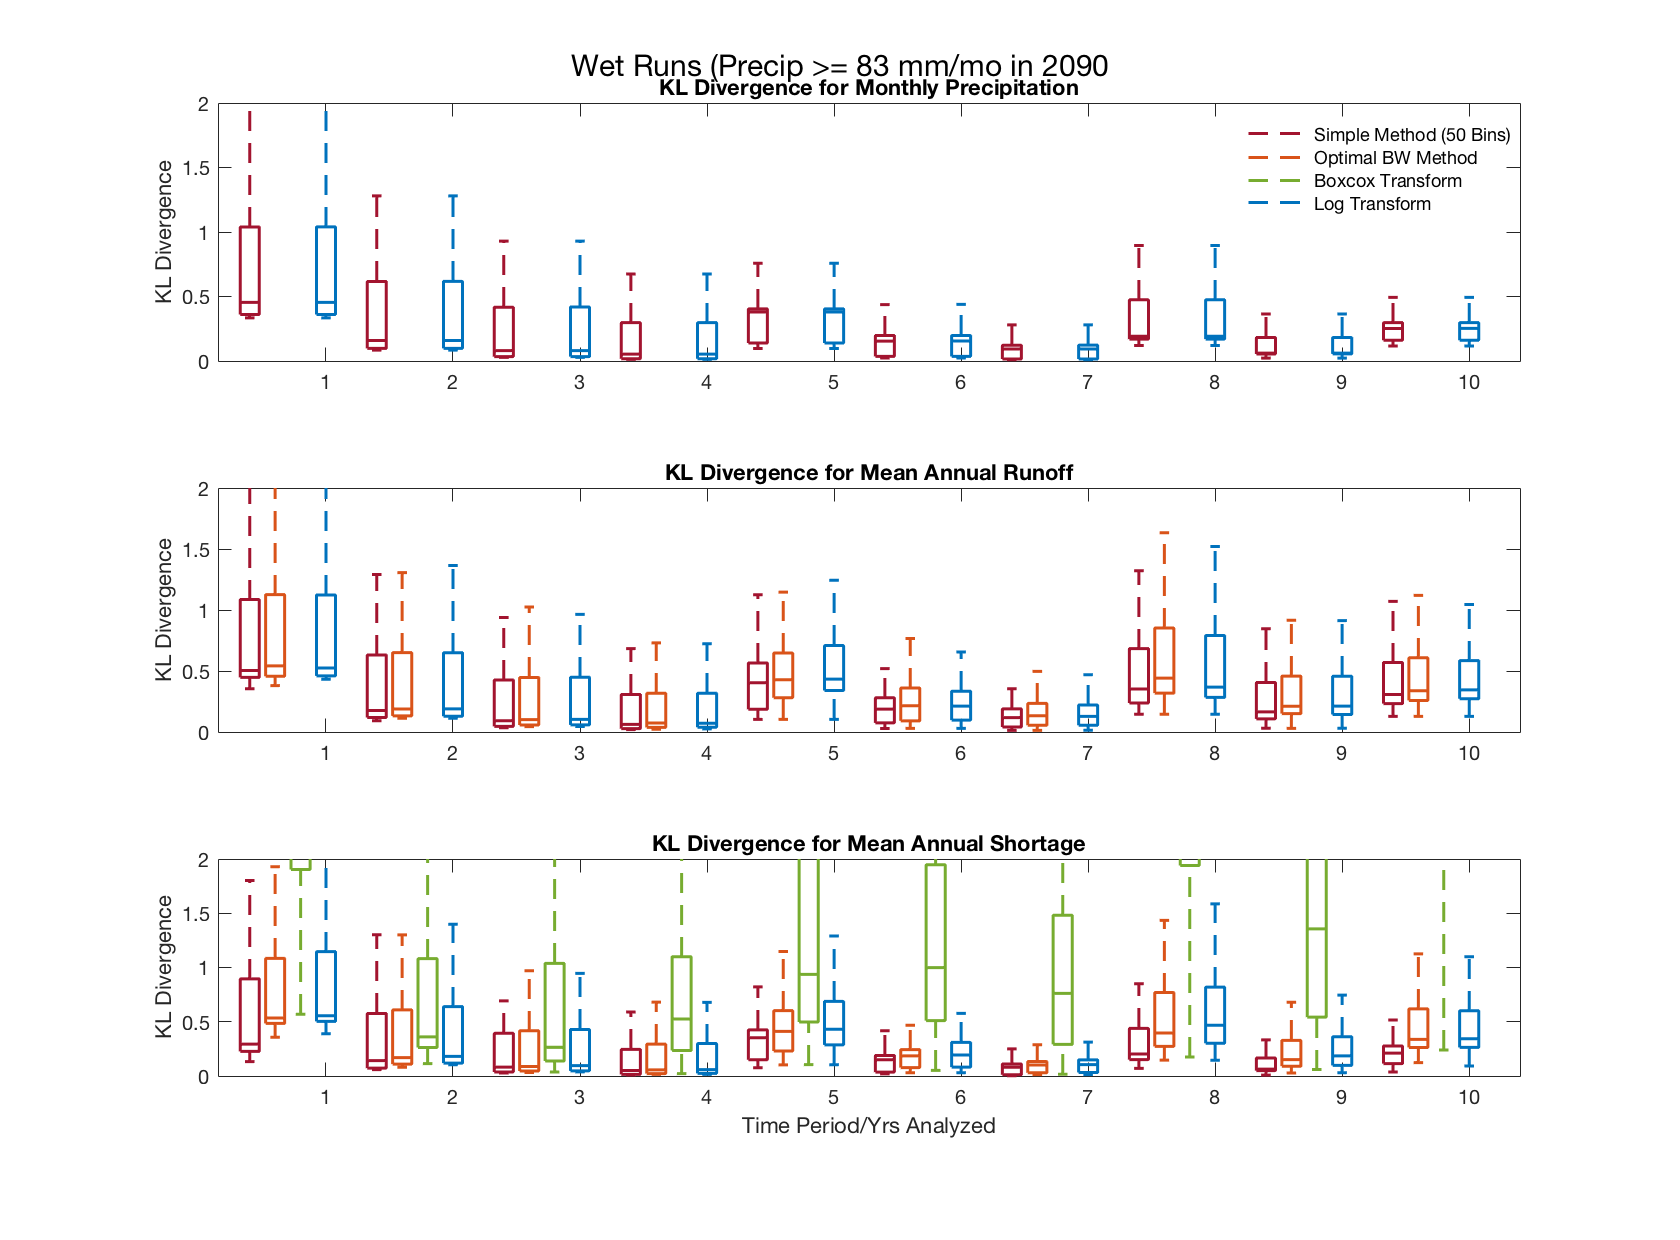 Wet Runs (Precip >= 83 mm/mo in 2090
KL Divergence for Monthly Precipitation
KL Divergence
2
1.5
1
0.5
0
Simple Method (50 Bins)
Optimal BW Method
Boxcox Transform
Log Transform
1 2 3 4 5 6 7 8 9 10
KL Divergence for Mean Annual Runoff
KL Divergence
2
1.5
1
0.5
0
1 2 3 4 5 6 7 8 9 10
KL Divergence for Mean Annual Shortage
KL Divergence
2
1.5
1
0.5
0
1 2 3 4 5 6 7 8 9 10
Time Period/Yrs Analyzed